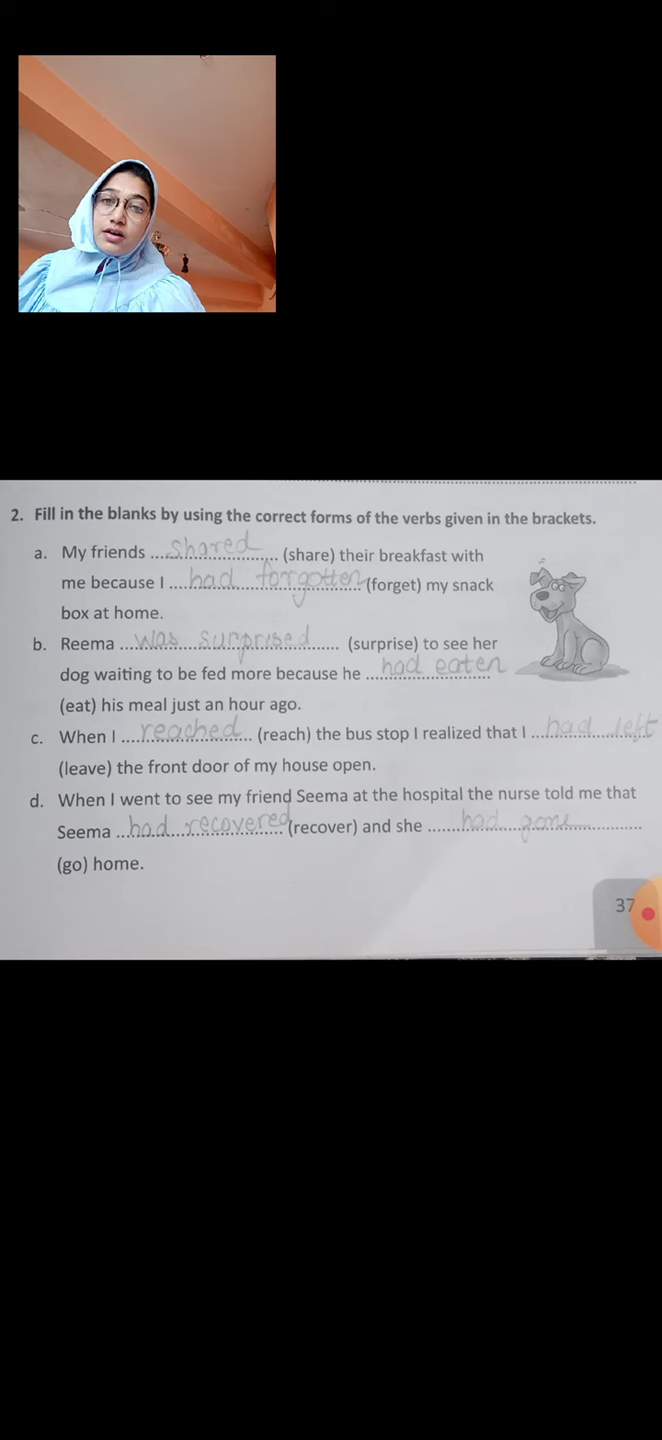 2. Fill in the blanks by using the correct forms of the verbs given in the brackets.
a. My friends ...shared... (share) their breakfast with
me because I ...had forgotten... (forget) my snack
box at home.
b. Reema ...was surprised... (surprise) to see her
dog waiting to be fed more because he ...had eaten...
(eat) his meal just an hour ago.
c. When I ...reached... (reach) the bus stop I realized that I ...had left...
(leave) the front door of my house open.
d. When I went to see my friend Seema at the hospital the nurse told me that
Seema ...had recovered... (recover) and she ...had gone...
(go) home.
37